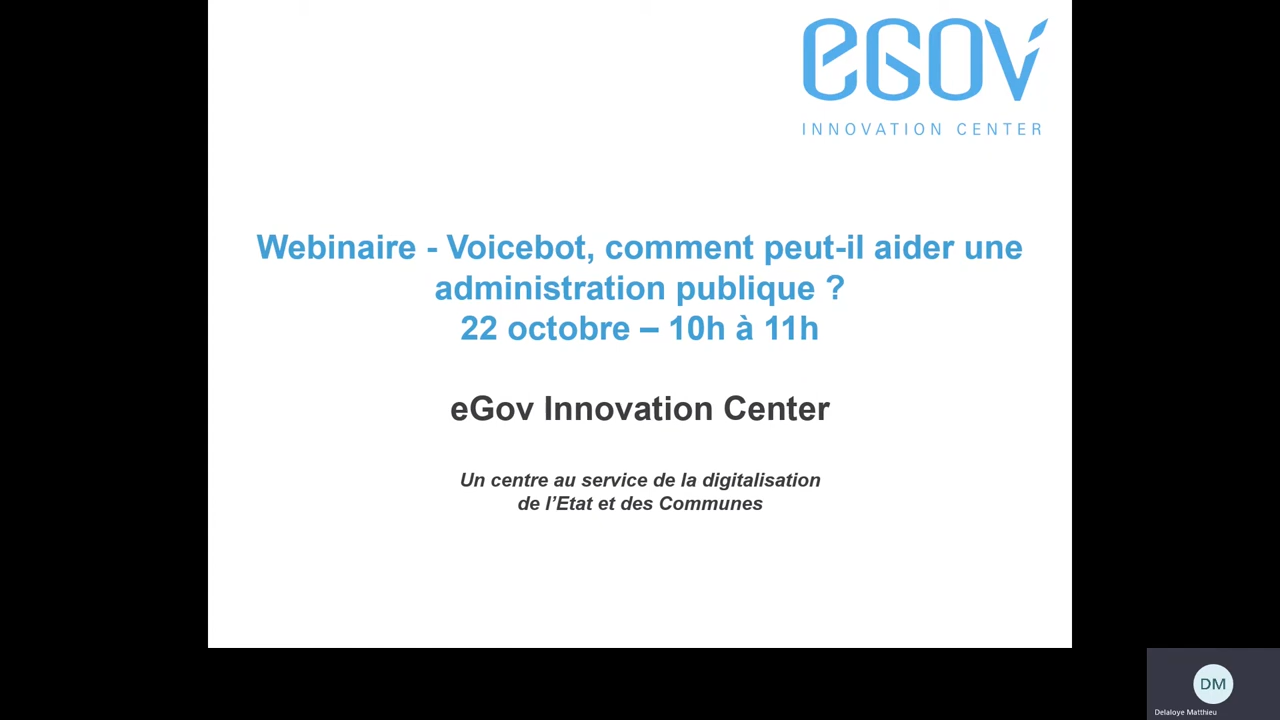 eGov
INNOVATION CENTER
Webinaire - Voicebot, comment peut-il aider une
administration publique ?
22 octobre – 10h à 11h
eGov Innovation Center
Un centre au service de la digitalisation
de l’Etat et des Communes
DM
Delaloye Matthieu